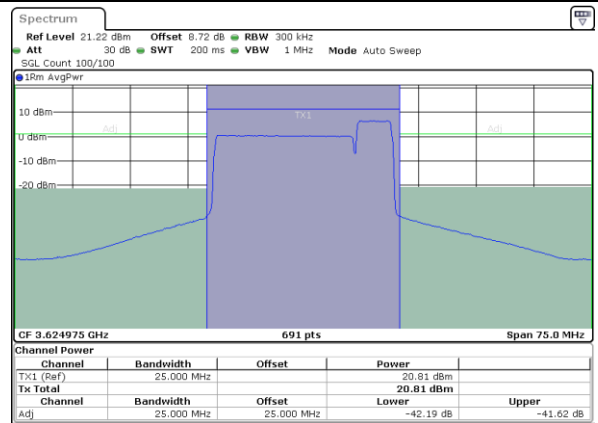 Spectrum
Ref Level 21.22 dBm Offset 8.72 dB RBW 300 kHz
Att 30 dB SWT 200 ms VBW 1 MHz Mode Auto Sweep
SGL Count 100/100
1Rm AvgPwr
10 dBm
TX1
Adj
Adj
0 dBm
-10 dBm
-20 dBm
CF 3.624975 GHz 691 pts Span 75.0 MHz
Channel Power
Channel Bandwidth Offset Power
TX1 (Ref) 25.000 MHz 20.81 dBm
Tx Total 20.81 dBm
Channel Bandwidth Offset Lower Upper
Adj 25.000 MHz 25.000 MHz -42.19 dB -41.62 dB